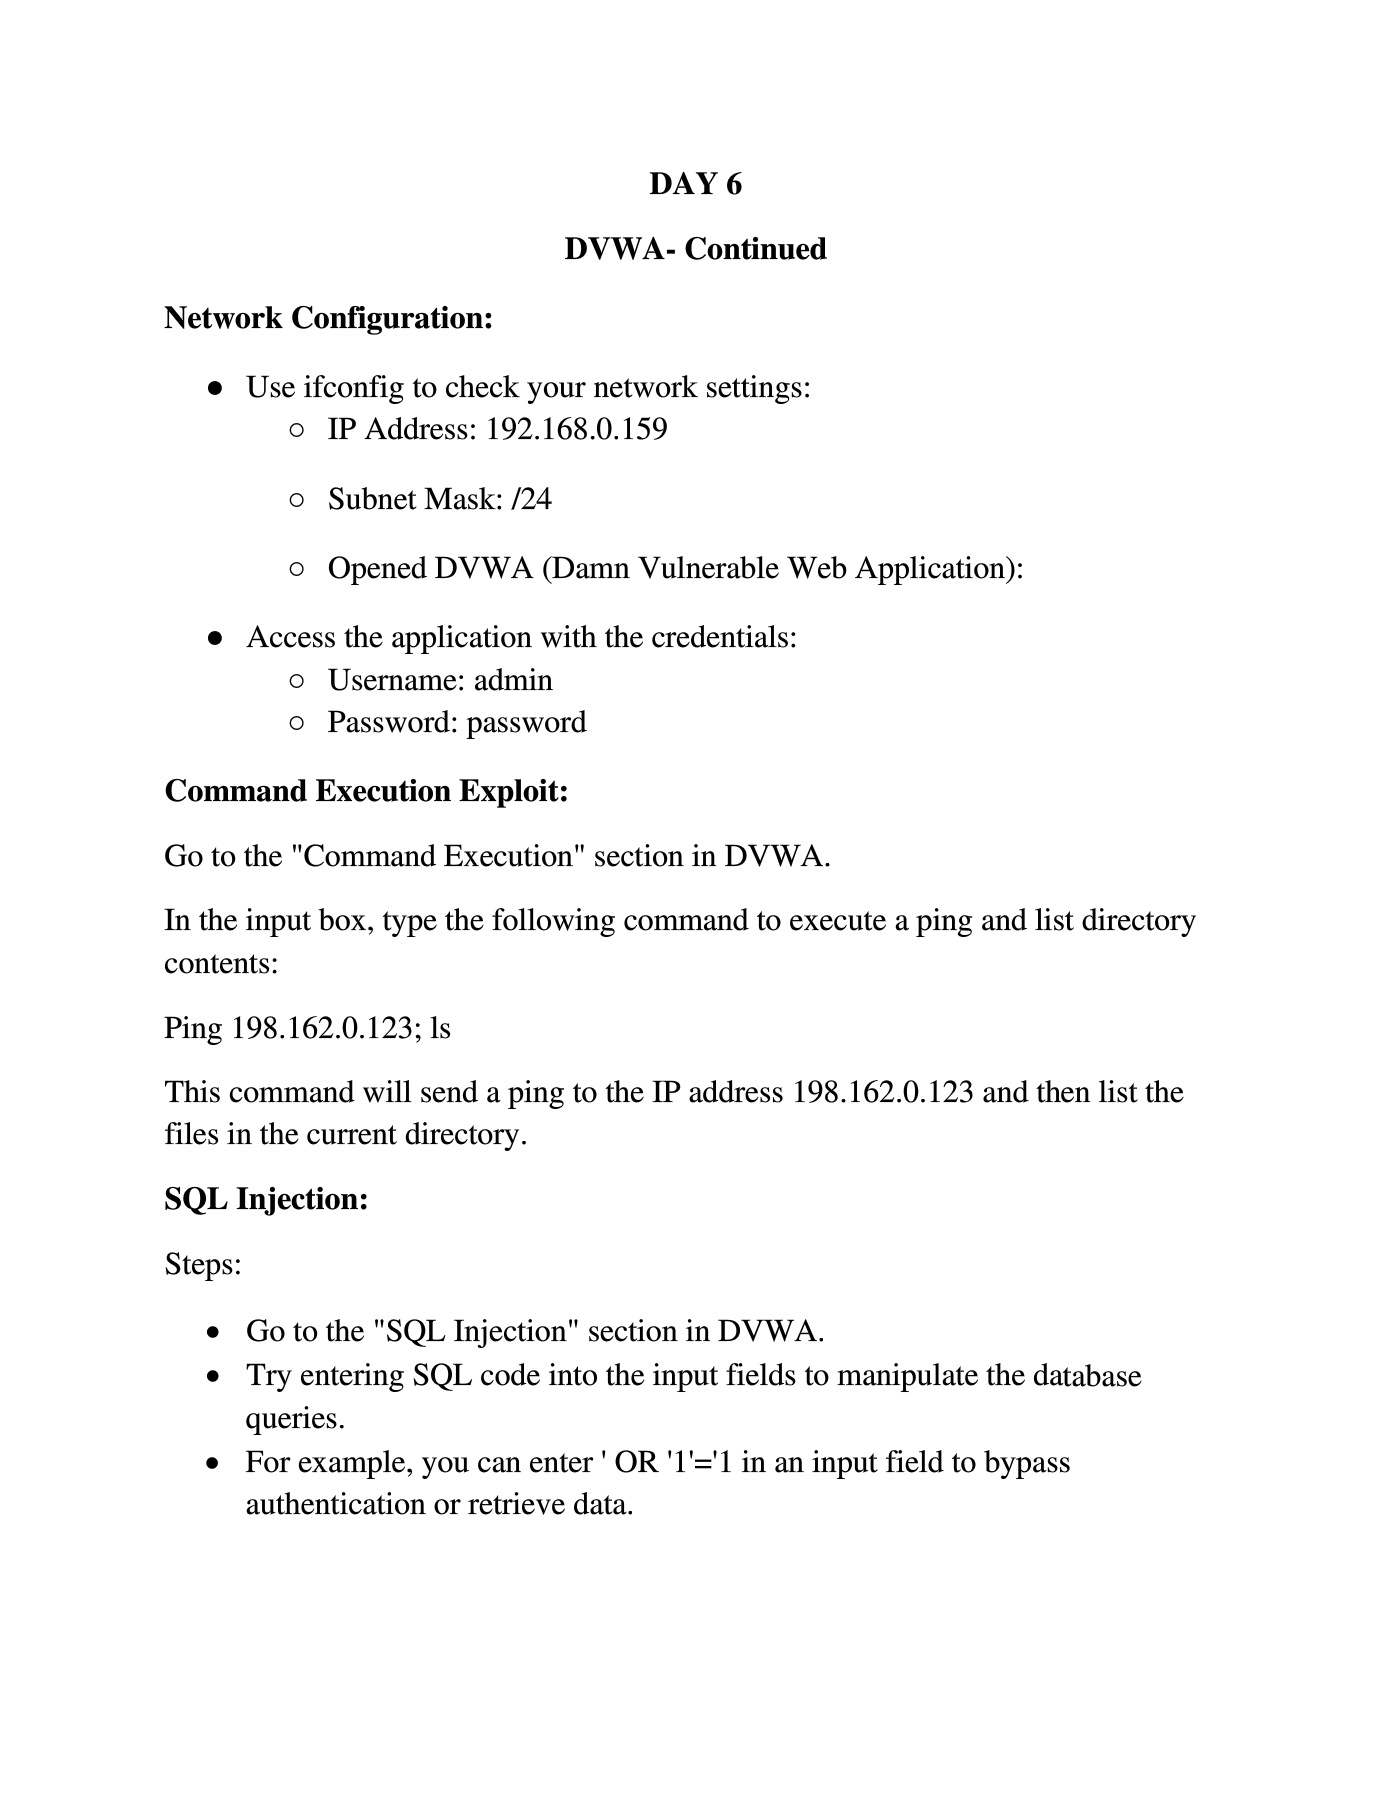 DAY 6
DVWA- Continued
Network Configuration:
● Use ifconfig to check your network settings:
○ IP Address: 192.168.0.159
○ Subnet Mask: /24
○ Opened DVWA (Damn Vulnerable Web Application):
● Access the application with the credentials:
○ Username: admin
○ Password: password
Command Execution Exploit:
Go to the "Command Execution" section in DVWA.
In the input box, type the following command to execute a ping and list directory
contents:
Ping 198.162.0.123; ls
This command will send a ping to the IP address 198.162.0.123 and then list the
files in the current directory.
SQL Injection:
Steps:
• Go to the "SQL Injection" section in DVWA.
• Try entering SQL code into the input fields to manipulate the database
queries.
• For example, you can enter ' OR '1'='1 in an input field to bypass
authentication or retrieve data.